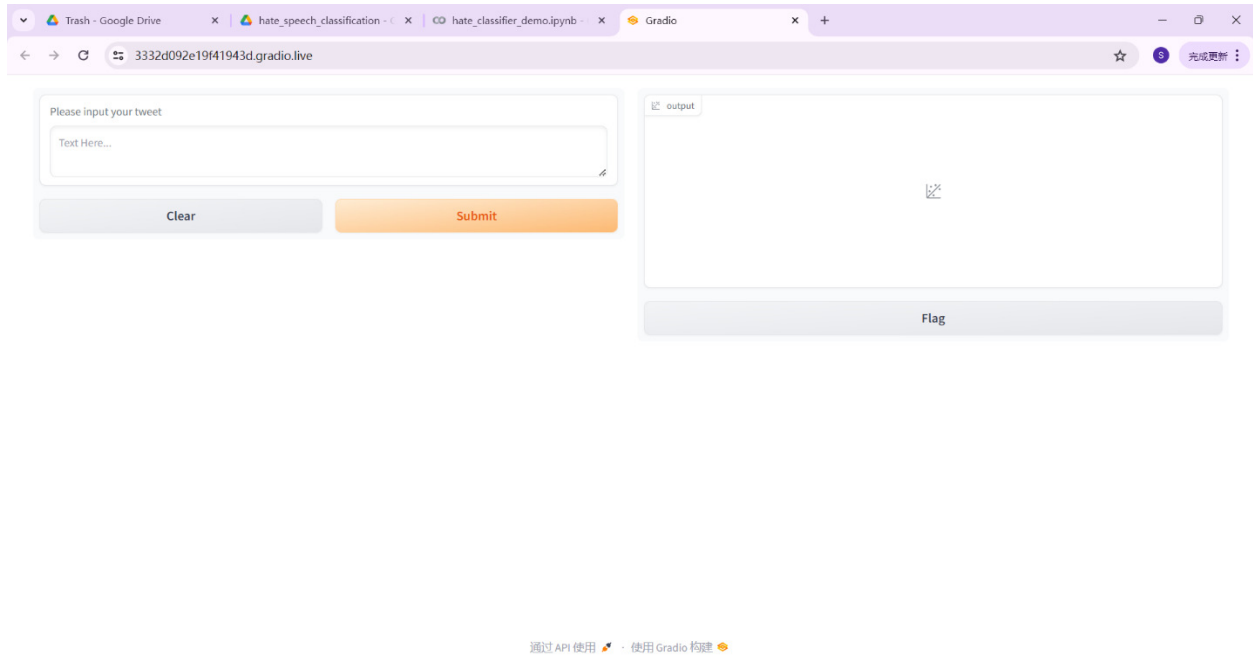 Trash - Google Drive
hate_speech_classification -
hate_classifier_demo.ipynb -
Gradio
3332d092e19f41943d.gradio.live
S
完成更新
Please input your tweet
Text Here...
Clear
Submit
output
Flag
通过 API 使用 · 使用 Gradio 构建